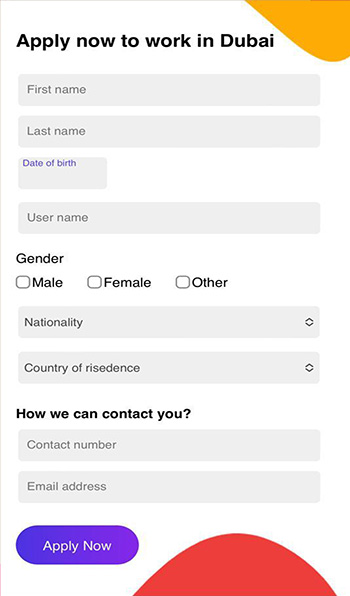 Apply now to work in Dubai
First name
Last name
Date of birth
User name
Gender
Male Female Other
Nationality
Country of risedence
How we can contact you?
Contact number
Email address
Apply Now